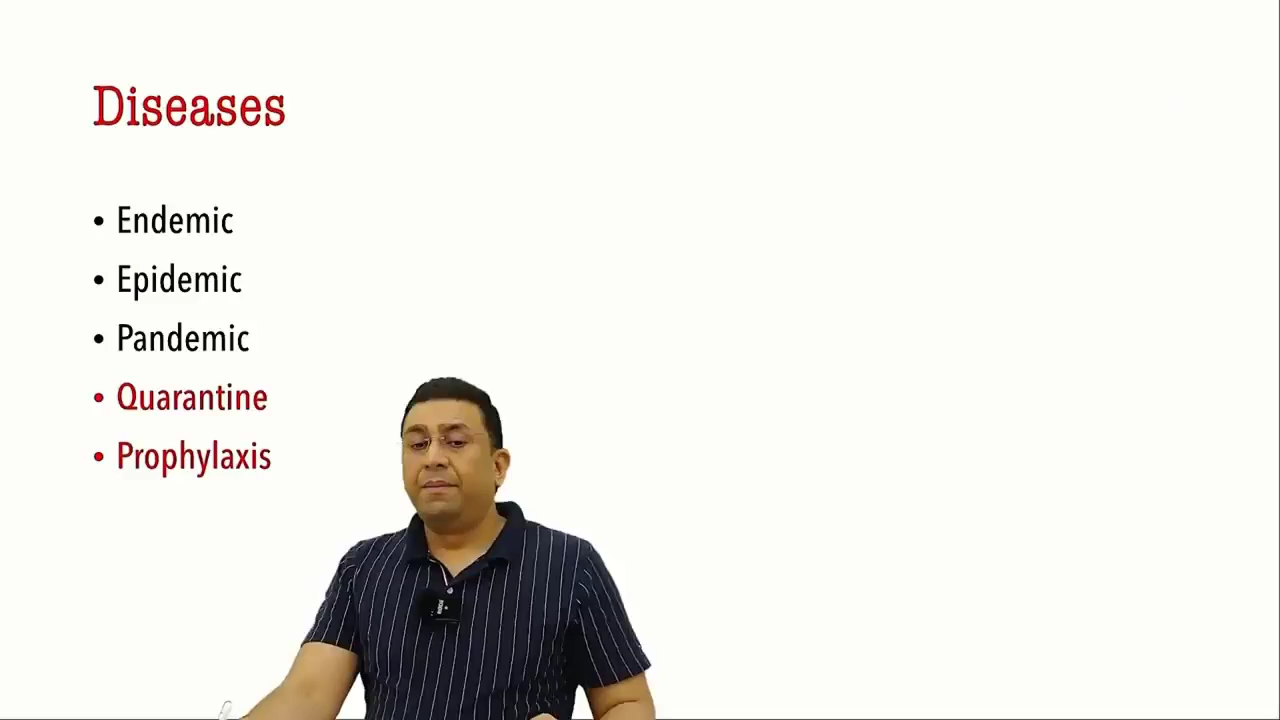 Diseases
• Endemic
• Epidemic
• Pandemic
• Quarantine
• Prophylaxis